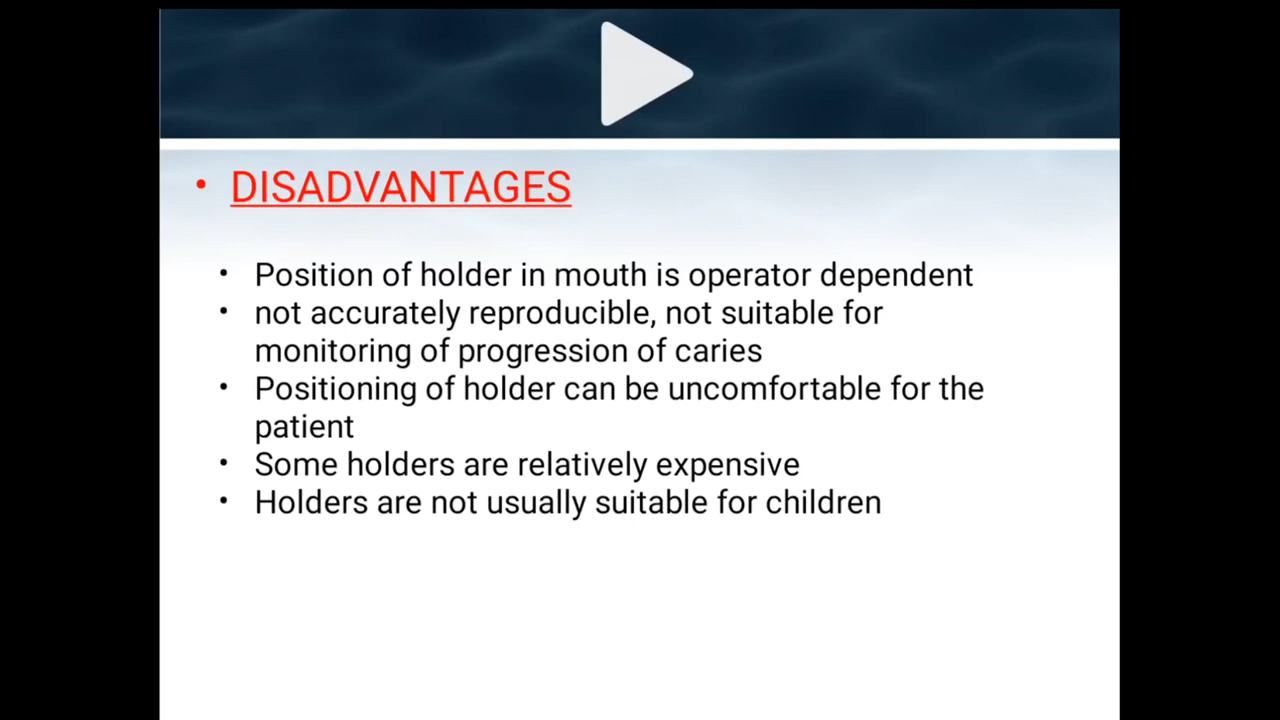 • DISADVANTAGES
• Position of holder in mouth is operator dependent
• not accurately reproducible, not suitable for
monitoring of progression of caries
• Positioning of holder can be uncomfortable for the
patient
• Some holders are relatively expensive
• Holders are not usually suitable for children